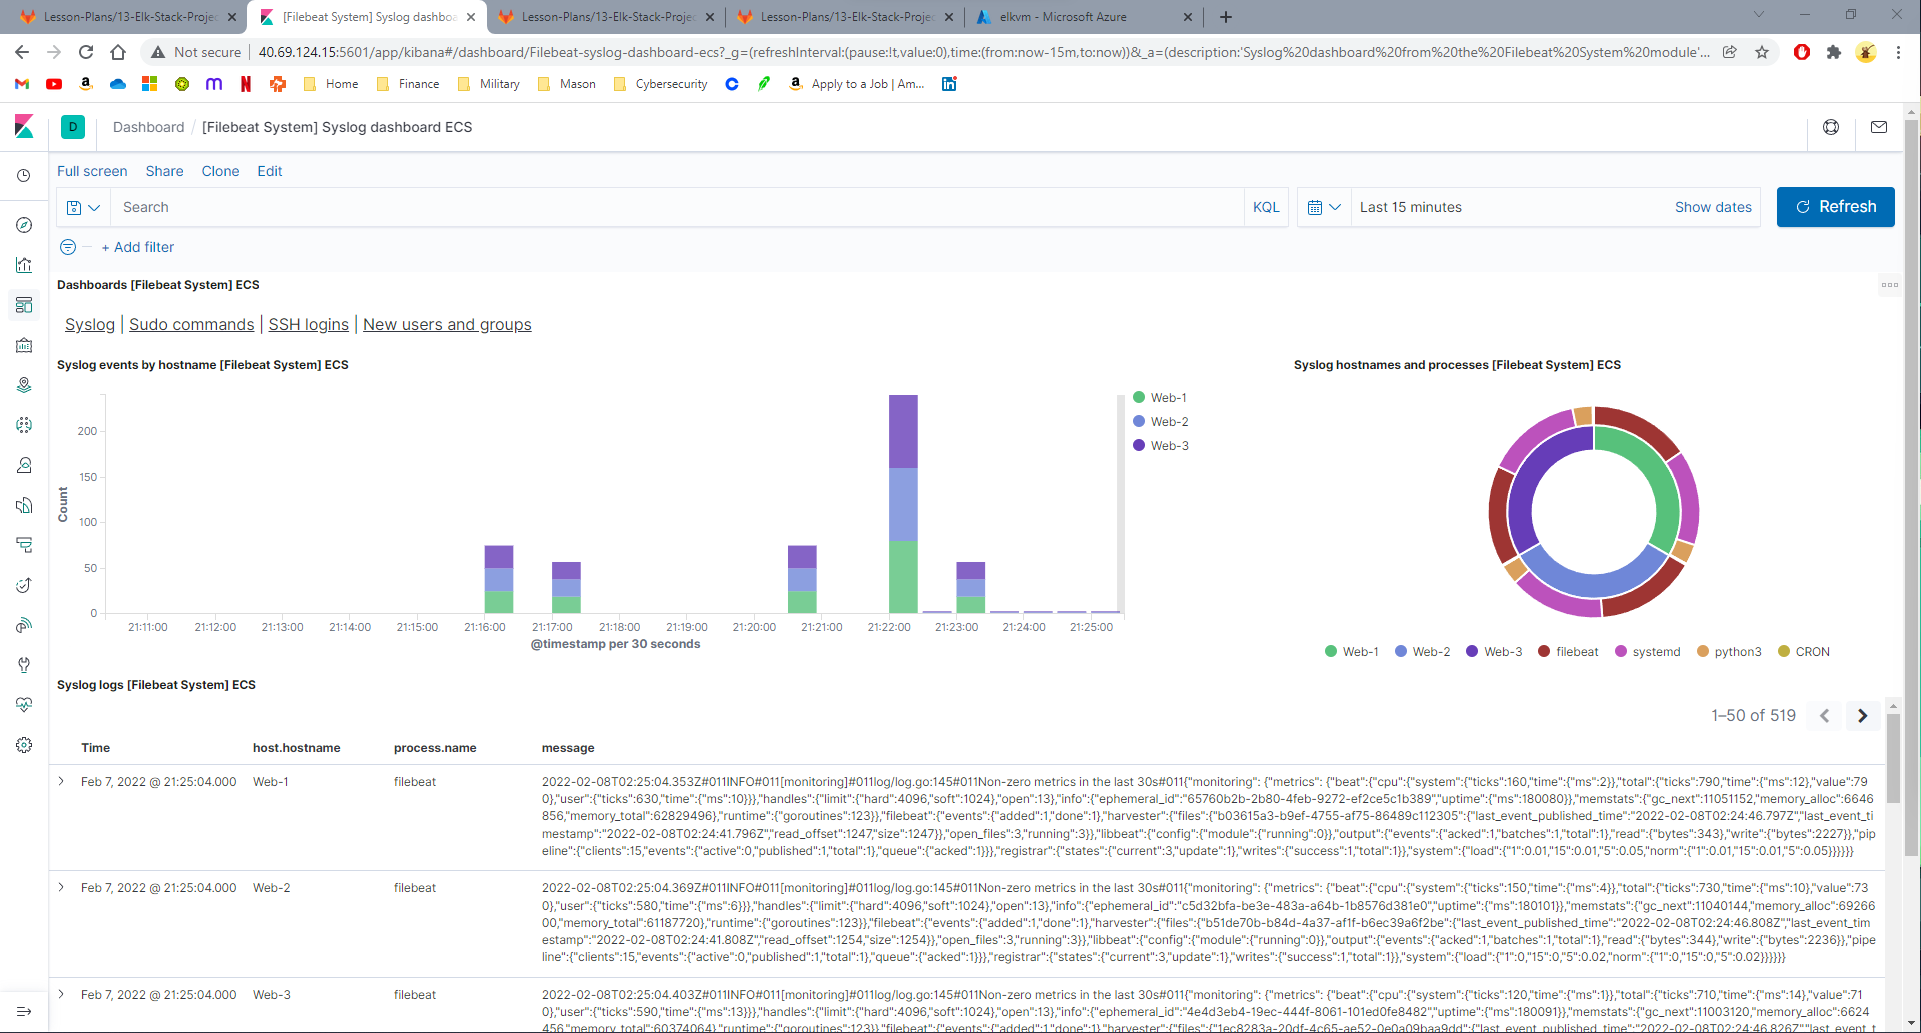 Lesson-Plans/13-Elk-Stack-Projec
[Filebeat System] Syslog dashboa
Lesson-Plans/13-Elk-Stack-Projec
Lesson-Plans/13-Elk-Stack-Projec
elkvm - Microsoft Azure
Not secure
40.69.124.15:5601/app/kibana#/dashboard/Filebeat-syslog-dashboard-ecs?_g=(refreshInterval:(pause:!t,value:0),time:(from:now-15m,to:now))&_a=(description:'Syslog%20dashboard%20from%20the%20Filebeat%20System%20module'...
Home
Finance
Military
Mason
Cybersecurity
Apply to a Job | Am...
D
Dashboard / [Filebeat System] Syslog dashboard ECS
Full screen Share Clone Edit
Search
KQL
Last 15 minutes
Show dates
Refresh
+ Add filter
Dashboards [Filebeat System] ECS
Syslog | Sudo commands | SSH logins | New users and groups
Syslog events by hostname [Filebeat System] ECS
Count
200
150
100
50
0
21:11:00 21:12:00 21:13:00 21:14:00 21:15:00 21:16:00 21:17:00 21:18:00 21:19:00 21:20:00 21:21:00 21:22:00 21:23:00 21:24:00 21:25:00
@timestamp per 30 seconds
Web-1
Web-2
Web-3
Syslog hostnames and processes [Filebeat System] ECS
Web-1 Web-2 Web-3 filebeat systemd python3 CRON
Syslog logs [Filebeat System] ECS
1–50 of 519
Time host.hostname process.name message
Feb 7, 2022 @ 21:25:04.000 Web-1 filebeat 2022-02-08T02:25:04.353Z#011INFO#011[monitoring]#011log/log.go:145#011Non-zero metrics in the last 30s#011{"monitoring": {"metrics": {"beat":{"cpu":{"system":{"ticks":160,"time":{"ms":2}},"total":{"ticks":790,"time":{"ms":12},"value":79
0},"user":{"ticks":630,"time":{"ms":10}}},"handles":{"limit":{"hard":4096,"soft":1024},"open":13},"info":{"ephemeral_id":"65760b2b-2b80-4feb-9272-ef2ce5c1b389","uptime":{"ms":180080}},"memstats":{"gc_next":11051152,"memory_alloc":6646
856,"memory_total":62829496},"runtime":{"goroutines":123}},"filebeat":{"events":{"added":1,"done":1},"harvester":{"files":{"b03615a3-b9ef-4755-af75-86489c112305":{"last_event_published_time":"2022-02-08T02:24:46.797Z","last_event_ti
mestamp":"2022-02-08T02:24:41.796Z","read_offset":1247,"size":1247}},"open_files":3,"running":3}},"libbeat":{"config":{"module":{"running":0}},"output":{"events":{"acked":1,"batches":1,"total":1},"read":{"bytes":343},"write":{"bytes":2227}},"pip
eline":{"clients":15,"events":{"active":0,"published":1,"total":1},"queue":{"acked":1}}},"registrar":{"states":{"current":3,"update":1},"writes":{"success":1,"total":1}},"system":{"load":{"1":0.01,"15":0.01,"5":0.05,"norm":{"1":0.01,"15":0.01,"5":0.05}}}}}}
Feb 7, 2022 @ 21:25:04.000 Web-2 filebeat 2022-02-08T02:25:04.369Z#011INFO#011[monitoring]#011log/log.go:145#011Non-zero metrics in the last 30s#011{"monitoring": {"metrics": {"beat":{"cpu":{"system":{"ticks":150,"time":{"ms":4}},"total":{"ticks":730,"time":{"ms":10},"value":73
0},"user":{"ticks":580,"time":{"ms":6}}},"handles":{"limit":{"hard":4096,"soft":1024},"open":13},"info":{"ephemeral_id":"c5d32bfa-be3e-483a-a64b-1b8576d381e0","uptime":{"ms":180101}},"memstats":{"gc_next":11040144,"memory_alloc":69266
00,"memory_total":61187720},"runtime":{"goroutines":123}},"filebeat":{"events":{"added":1,"done":1},"harvester":{"files":{"b51de70b-b84d-4a37-af1f-b6ec39a6f2be":{"last_event_published_time":"2022-02-08T02:24:46.808Z","last_event_tim
estamp":"2022-02-08T02:24:41.808Z","read_offset":1254,"size":1254}},"open_files":3,"running":3}},"libbeat":{"config":{"module":{"running":0}},"output":{"events":{"acked":1,"batches":1,"total":1},"read":{"bytes":344},"write":{"bytes":2236}},"pipe
line":{"clients":15,"events":{"active":0,"published":1,"total":1},"queue":{"acked":1}}},"registrar":{"states":{"current":3,"update":1},"writes":{"success":1,"total":1}},"system":{"load":{"1":0,"15":0,"5":0.02,"norm":{"1":0,"15":0,"5":0.02}}}}}}
Feb 7, 2022 @ 21:25:04.000 Web-3 filebeat 2022-02-08T02:25:04.403Z#011INFO#011[monitoring]#011log/log.go:145#011Non-zero metrics in the last 30s#011{"monitoring": {"metrics": {"beat":{"cpu":{"system":{"ticks":120,"time":{"ms":1}},"total":{"ticks":710,"time":{"ms":14},"value":71
0},"user":{"ticks":590,"time":{"ms":13}}},"handles":{"limit":{"hard":4096,"soft":1024},"open":13},"info":{"ephemeral_id":"4e4d3eb4-19ec-444f-8061-101ed0fe8482","uptime":{"ms":180091}},"memstats":{"gc_next":11003120,"memory_alloc":6624
456,"memory_total":60374064},"runtime":{"goroutines":123}},"filebeat":{"events":{"added":1,"done":1},"harvester":{"files":{"1ec8283a-20df-4c65-ae52-0e0a09baa9dd":{"last_event_published_time":"2022-02-08T02:24:46.826Z","last_event_t